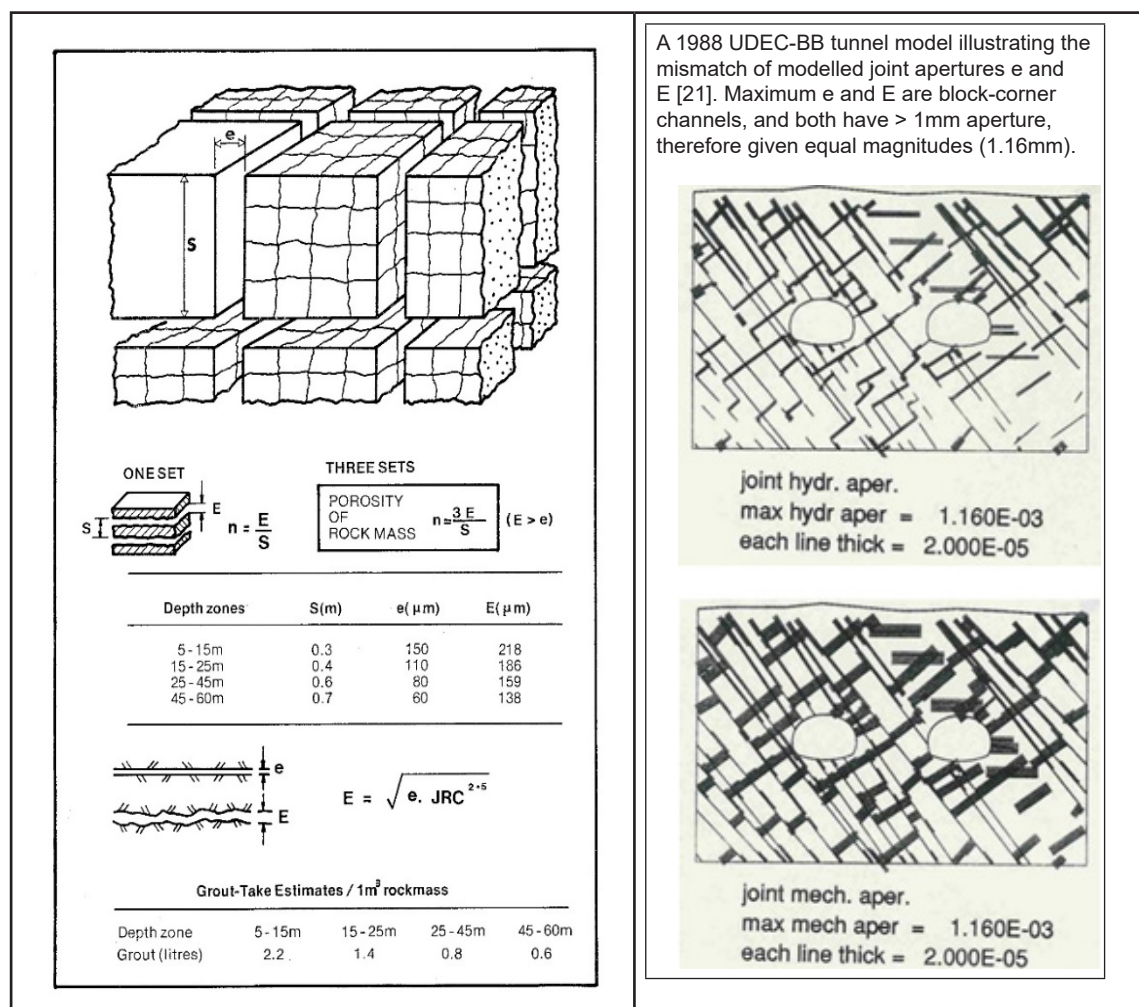 e
S
ONE SET
E
S
n = E/S
THREE SETS
POROSITY
OF
ROCK MASS
n = 3 E/S
(E > e)
Depth zones S(m) e( μm) E( μm)
5 - 15m 0.3 150 218
15 - 25m 0.4 110 186
25 - 45m 0.6 80 159
45 - 60m 0.7 60 138
e
E
E = √e. JRC^2·5
Grout-Take Estimates / 1m³ rockmass
Depth zone 5 - 15m 15 - 25m 25 - 45m 45 - 60m
Grout (litres) 2.2 1.4 0.8 0.6
A 1988 UDEC-BB tunnel model illustrating the
mismatch of modelled joint apertures e and
E [21]. Maximum e and E are block-corner
channels, and both have > 1mm aperture,
therefore given equal magnitudes (1.16mm).
joint hydr. aper.
max hydr aper = 1.160E-03
each line thick = 2.000E-05
joint mech. aper.
max mech aper = 1.160E-03
each line thick = 2.000E-05